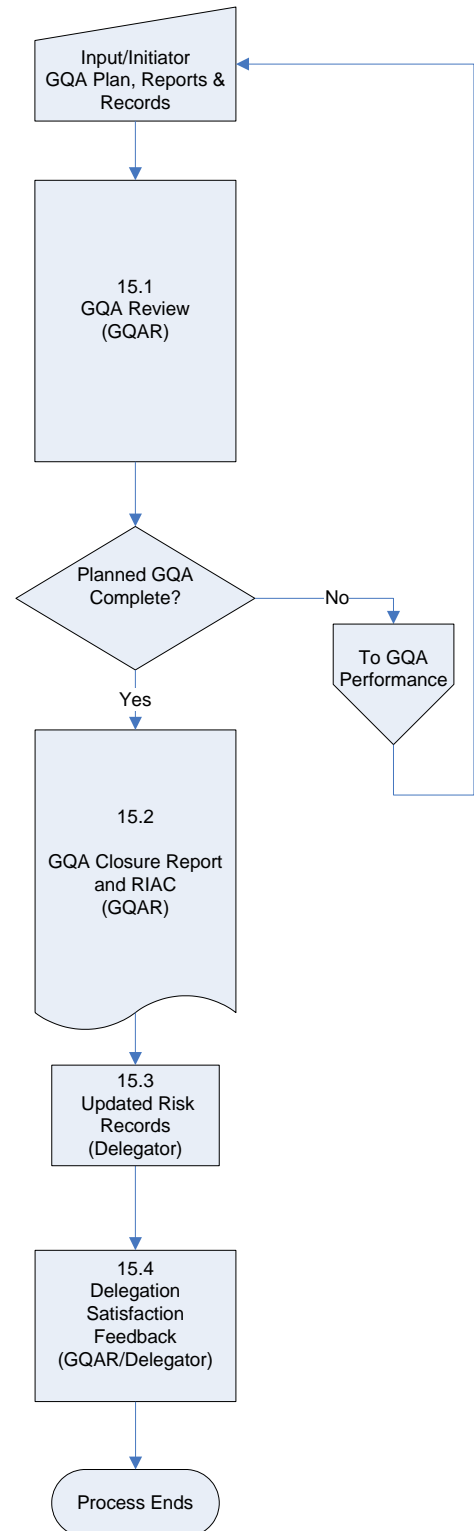 Input/Initiator
GQA Plan, Reports &
Records
15.1
GQA Review
(GQAR)
Planned GQA
Complete?
No
To GQA
Performance
Yes
15.2
GQA Closure Report
and RIAC
(GQAR)
15.3
Updated Risk
Records
(Delegator)
15.4
Delegation
Satisfaction
Feedback
(GQAR/Delegator)
Process Ends